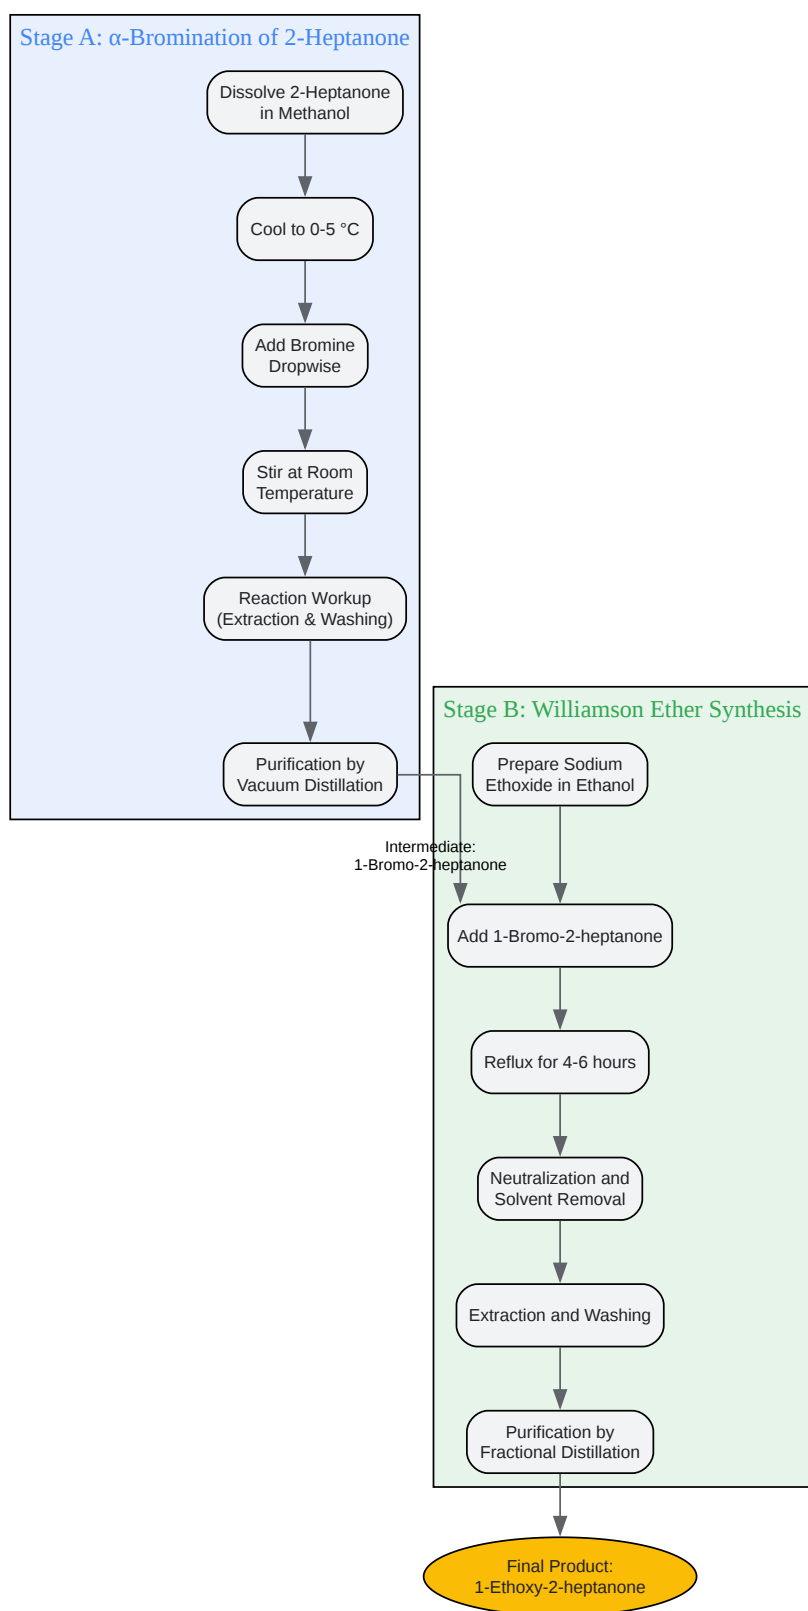 Stage A: α-Bromination of 2-Heptanone
Dissolve 2-Heptanone
in Methanol
Cool to 0-5 °C
Add Bromine
Dropwise
Stir at Room
Temperature
Reaction Workup
(Extraction & Washing)
Purification by
Vacuum Distillation
Intermediate:
1-Bromo-2-heptanone
Stage B: Williamson Ether Synthesis
Prepare Sodium
Ethoxide in Ethanol
Add 1-Bromo-2-heptanone
Reflux for 4-6 hours
Neutralization and
Solvent Removal
Extraction and Washing
Purification by
Fractional Distillation
Final Product:
1-Ethoxy-2-heptanone